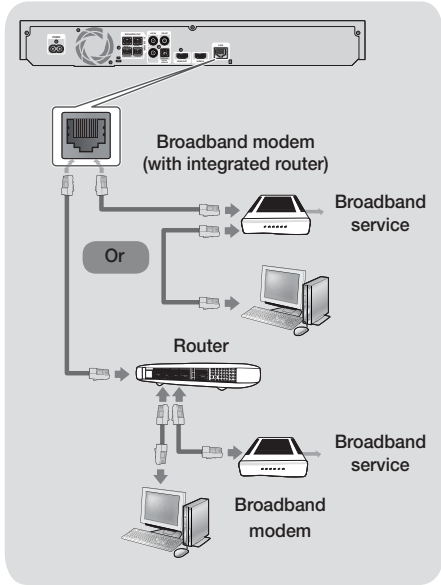 Broadband modem
(with integrated router)
Broadband
service
Or
Router
Broadband
service
Broadband
modem